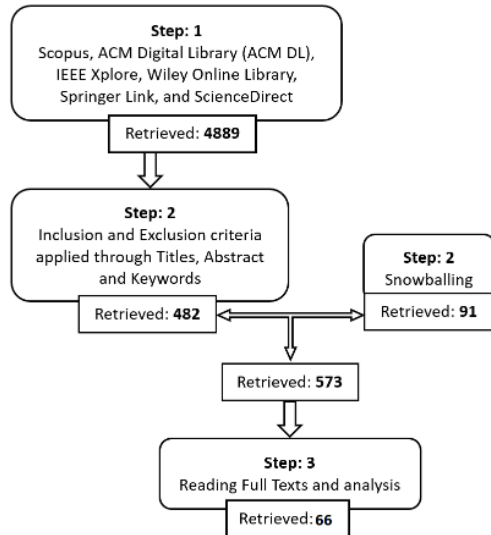 Step: 1
Scopus, ACM Digital Library (ACM DL),
IEEE Xplore, Wiley Online Library,
Springer Link, and ScienceDirect
Retrieved: 4889
Step: 2
Inclusion and Exclusion criteria
applied through Titles, Abstract
and Keywords
Retrieved: 482
Step: 2
Snowballing
Retrieved: 91
Retrieved: 573
Step: 3
Reading Full Texts and analysis
Retrieved: 66